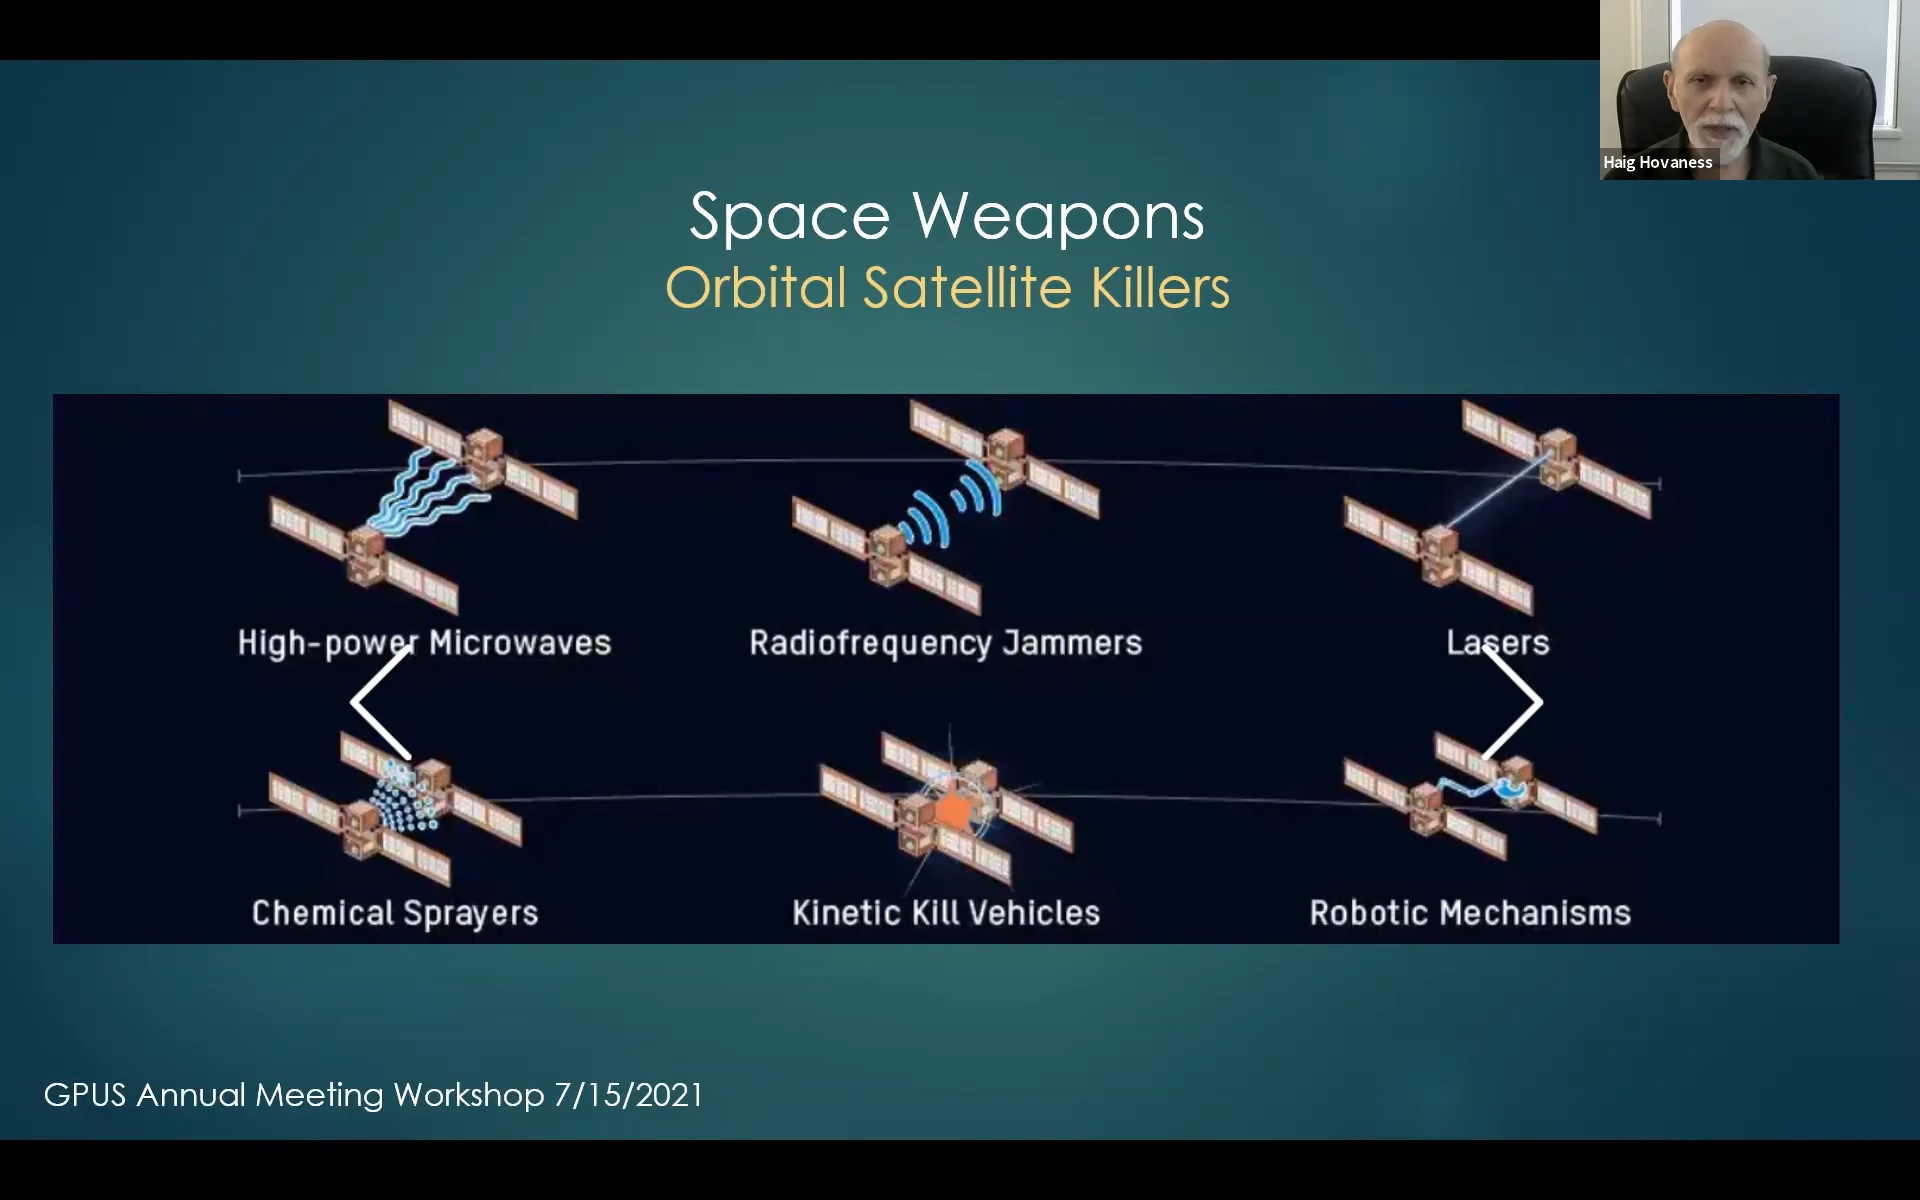 Haig Hovaness
Space Weapons
Orbital Satellite Killers
High-power Microwaves
Radiofrequency Jammers
Lasers
Chemical Sprayers
Kinetic Kill Vehicles
Robotic Mechanisms
GPUS Annual Meeting Workshop 7/15/2021